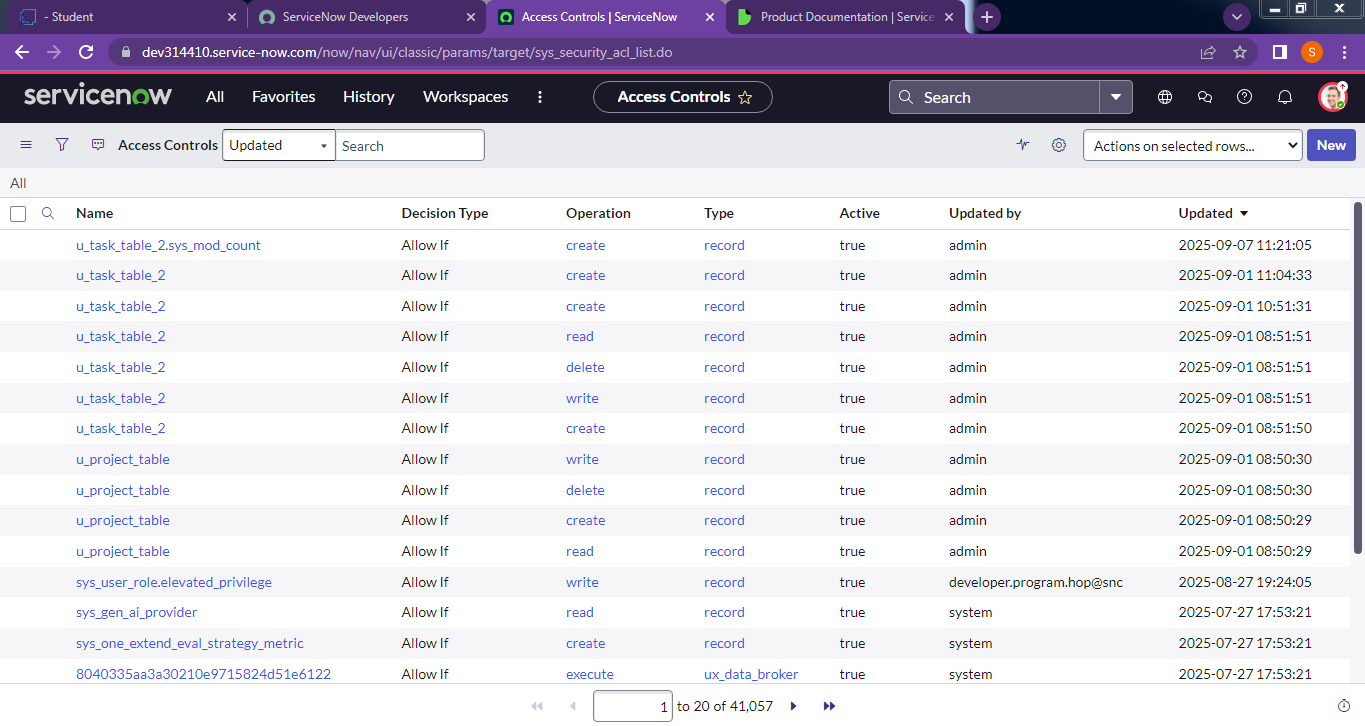 - Student
ServiceNow Developers
Access Controls | ServiceNow
Product Documentation | Service
dev314410.service-now.com/now/nav/ui/classic/params/target/sys_security_acl_list.do
S
servicenow All Favorites History Workspaces Access Controls Search
Access Controls Updated Search Actions on selected rows... New
All
Name Decision Type Operation Type Active Updated by Updated
u_task_table_2.sys_mod_count Allow If create record true admin 2025-09-07 11:21:05
u_task_table_2 Allow If create record true admin 2025-09-01 11:04:33
u_task_table_2 Allow If create record true admin 2025-09-01 10:51:31
u_task_table_2 Allow If read record true admin 2025-09-01 08:51:51
u_task_table_2 Allow If delete record true admin 2025-09-01 08:51:51
u_task_table_2 Allow If write record true admin 2025-09-01 08:51:51
u_task_table_2 Allow If create record true admin 2025-09-01 08:51:50
u_project_table Allow If write record true admin 2025-09-01 08:50:30
u_project_table Allow If delete record true admin 2025-09-01 08:50:30
u_project_table Allow If create record true admin 2025-09-01 08:50:29
u_project_table Allow If read record true admin 2025-09-01 08:50:29
sys_user_role.elevated_privilege Allow If write record true developer.program.hop@snc 2025-08-27 19:24:05
sys_gen_ai_provider Allow If read record true system 2025-07-27 17:53:21
sys_one_extend_eval_strategy_metric Allow If create record true system 2025-07-27 17:53:21
8040335aa3a30210e9715824d51e6122 Allow If execute ux_data_broker true system 2025-07-27 17:53:21
1 to 20 of 41,057